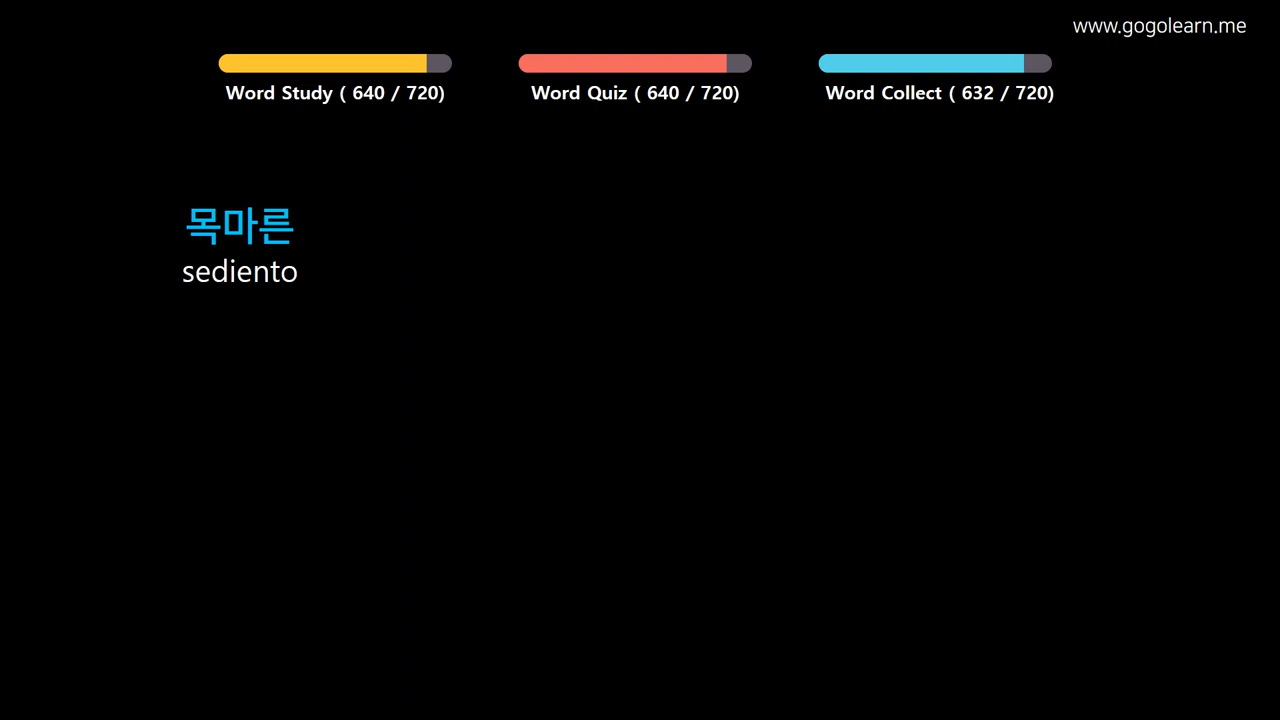 www.gogolearn.me
Word Study ( 640 / 720)
Word Quiz ( 640 / 720)
Word Collect ( 632 / 720)
목마른
sediento